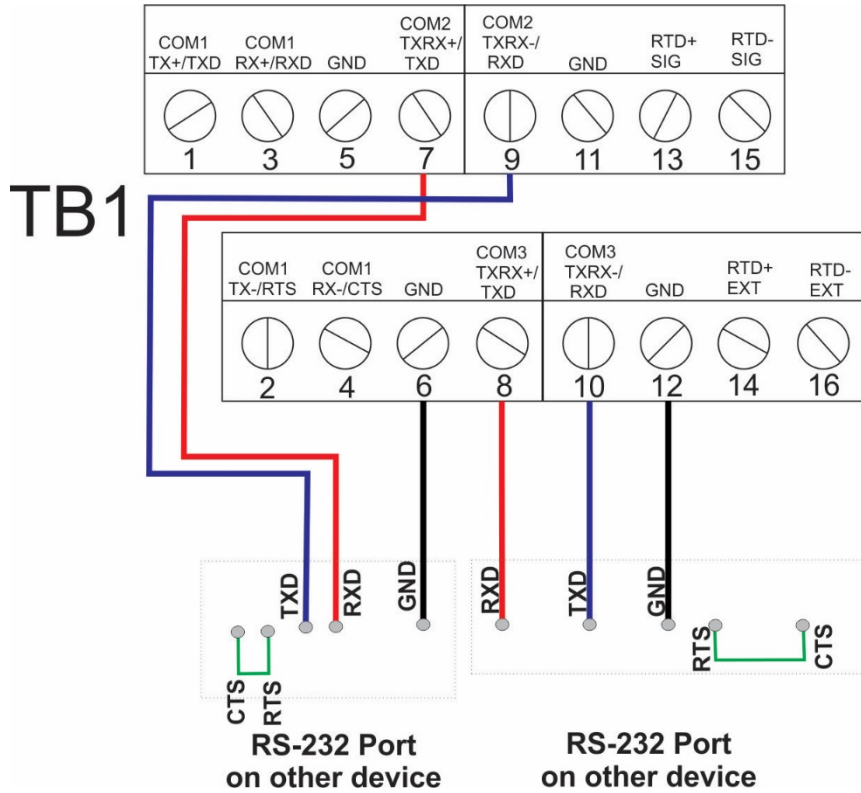 COM1
TX+/TXD
COM1
RX+/RXD
GND
COM2
TXRX+/
TXD
COM2
TXRX-/
RXD
GND
RTD+
SIG
RTD-
SIG
1 3 5 7 9 11 13 15
TB1
COM1
TX-/RTS
COM1
RX-/CTS
GND
COM3
TXRX+/
TXD
COM3
TXRX-/
RXD
GND
RTD+
EXT
RTD-
EXT
2 4 6 8 10 12 14 16
TXD
RXD
GND
RXD
TXD
GND
CTS
RTS
RTS
CTS
RS-232 Port
on other device
RS-232 Port
on other device